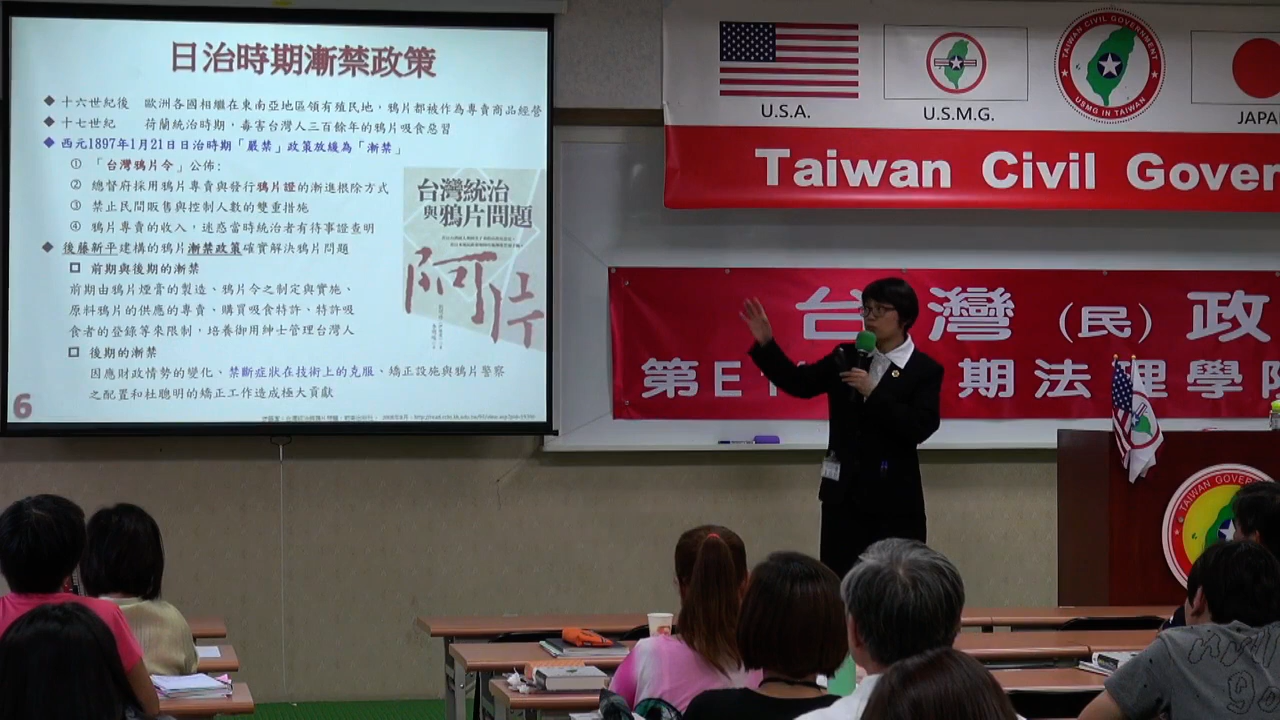 日治時期漸禁政策
◆ 十六世紀後 歐洲各國相繼在東南亞地區領有殖民地，鴉片都被作為專賣商品經營
◆ 十七世紀 荷蘭統治時期，毒害台灣人三百餘年的鴉片吸食惡習
◆ 西元1897年1月21日日治時期「嚴禁」政策放緩為「漸禁」
① 「台灣鴉片令」公佈：
② 總督府採用鴉片專賣與發行鴉片證的漸進根除方式
③ 禁止民間販售與控制人數的雙重措施
④ 鴉片專賣的收入，迷惑當時統治者有待事證查明
◆ 後藤新平建構的鴉片漸禁政策確實解決鴉片問題
前期與後期的漸禁
前期由鴉片煙膏的製造、鴉片令之制定與實施、
原料鴉片的供應的專賣、購買吸食特許、特許吸
食者的登錄等來限制，培養御用紳士管理台灣人
後期的漸禁
因應財政情勢的變化、禁斷症狀在技術上的克服、矯正設施與鴉片警察
之配置和杜聰明的矯正工作造成極大貢獻
6
台灣統治
與鴉片問題
阿片
U.S.A.
U.S.M.G.
TAIWAN CIVIL GOVERNMENT
USMG IN TAIWAN
JAPA
Taiwan Civil Gover
台灣（民）政
第E1 期法理學院
TAIWAN GOVER